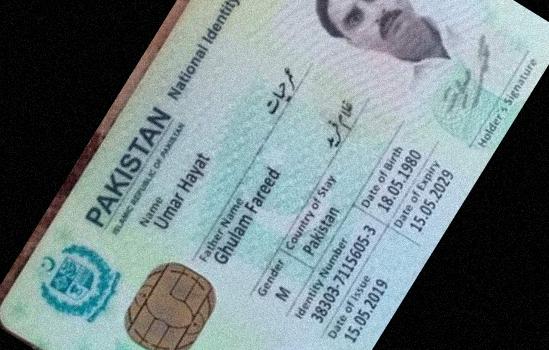 PAKISTAN National Identity
ISLAMIC REPUBLIC OF PAKISTAN
Name
Umar Hayat
عمر حیات
Father Name
Ghulam Fareed
غلام فرید
Gender Country of Stay
M Pakistan
Identity Number Date of Birth
38303-7115605-3 18.05.1980
Date of Issue Date of Expiry
15.05.2019 15.05.2029
Holder's Signature